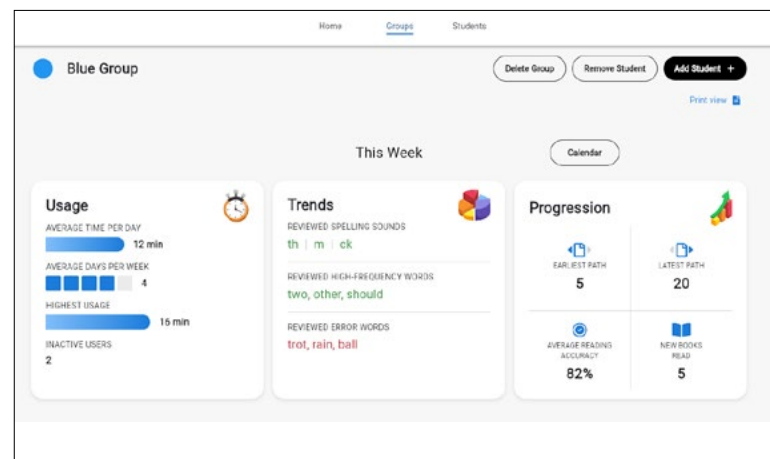 Home Groups Students
Blue Group
Delete Group Remove Student Add Student +
Print view
This Week
Calendar
Usage
AVERAGE TIME PER DAY
12 min
AVERAGE DAYS PER WEEK
4
HIGHEST USAGE
15 min
INACTIVE USERS
2
Trends
REVIEWED SPELLING SOUNDS
th | m | ck
REVIEWED HIGH-FREQUENCY WORDS
two, other, should
REVIEWED ERROR WORDS
trot, rain, ball
Progression
EARLIEST PATH
5
LATEST PATH
20
AVERAGE READING
ACCURACY
82%
NEW BOOKS
READ
5